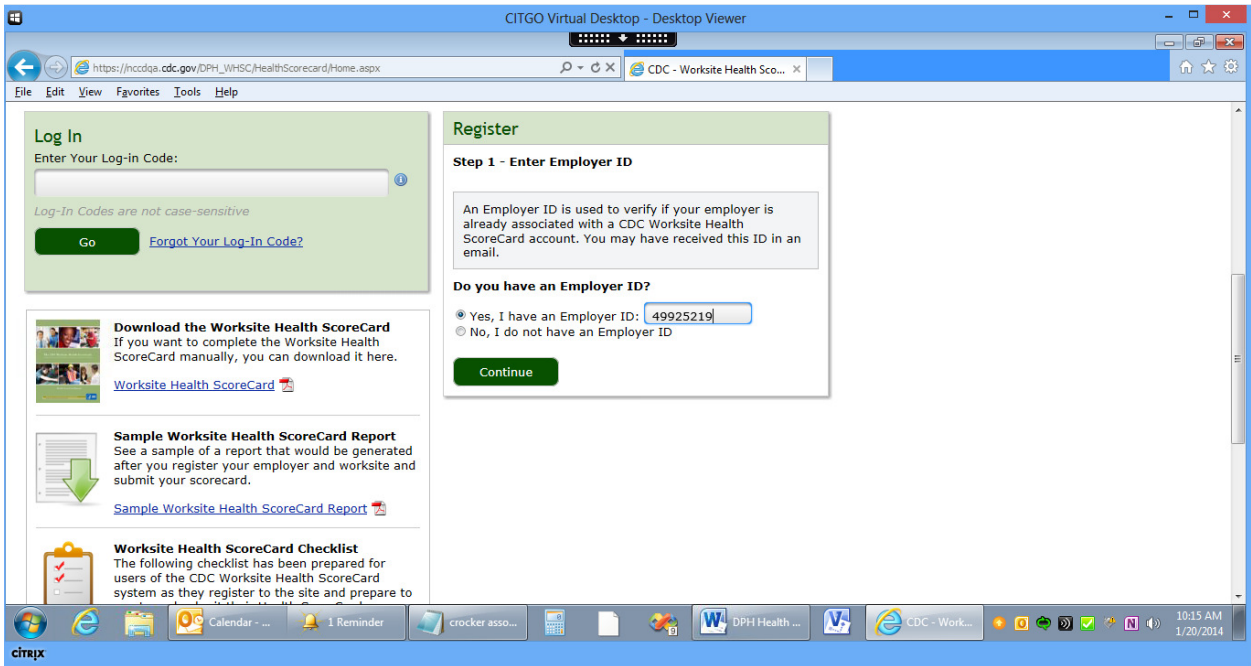 CITGO Virtual Desktop - Desktop Viewer
https://nccdqa.cdc.gov/DPH_WHSC/HealthScorecard/Home.aspx
CDC - Worksite Health Sco...
File Edit View Favorites Tools Help
Log In
Enter Your Log-in Code:
Log-In Codes are not case-sensitive
Go
Forgot Your Log-In Code?
Download the Worksite Health ScoreCard
If you want to complete the Worksite Health
ScoreCard manually, you can download it here.
Worksite Health ScoreCard
Sample Worksite Health ScoreCard Report
See a sample of a report that would be generated
after you register your employer and worksite and
submit your scorecard.
Sample Worksite Health ScoreCard Report
Worksite Health ScoreCard Checklist
The following checklist has been prepared for
users of the CDC Worksite Health ScoreCard
system as they register to the site and prepare to
Register
Step 1 - Enter Employer ID
An Employer ID is used to verify if your employer is
already associated with a CDC Worksite Health
ScoreCard account. You may have received this ID in an
email.
Do you have an Employer ID?
Yes, I have an Employer ID: 49925219
No, I do not have an Employer ID
Continue
Calendar - ...
1 Reminder
crocker asso...
9
DPH Health ...
CDC - Work...
10:15 AM
1/20/2014
CITRIX